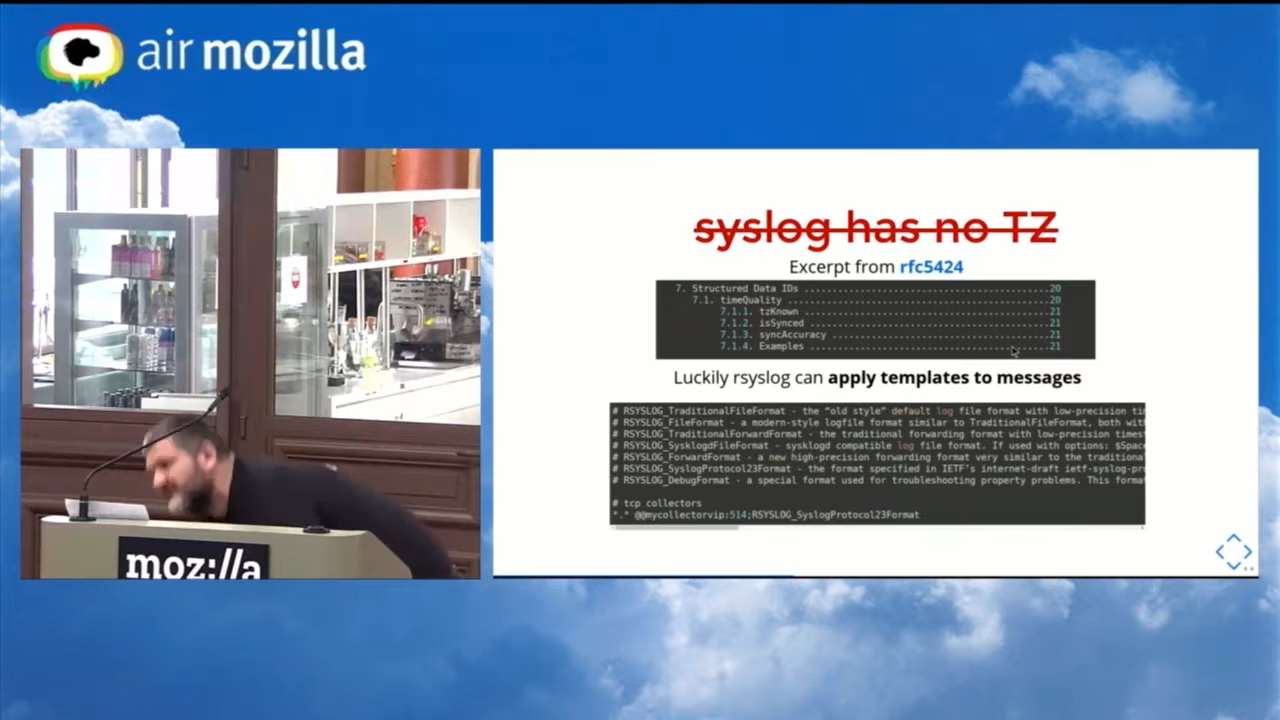 air mozilla
syslog has no TZ
Excerpt from rfc5424
7. Structured Data IDs ................................................20
7.1. timeQuality ..................................................20
7.1.1. tzKnown ..................................................21
7.1.2. isSynced .................................................21
7.1.3. syncAccuracy .............................................21
7.1.4. Examples .................................................21
Luckily rsyslog can apply templates to messages
# RSYSLOG_TraditionalFileFormat - the “old style” default log file format with low-precision
# RSYSLOG_FileFormat - a modern-style logfile format similar to TraditionalFileFormat, both
# RSYSLOG_TraditionalForwardFormat - the traditional forwarding format with low-precision
# RSYSLOG_SysklogdFileFormat - sysklogd compatible log file format. If used with options:
# RSYSLOG_ForwardFormat - a new high-precision forwarding format very similar to the traditional
# RSYSLOG_SyslogProtocol23Format - the format specified in IETF's internet-draft
# RSYSLOG_DebugFormat - a special format used for troubleshooting property problems. This
# tcp collectors
"." @@mycollectorvip:514;RSYSLOG_SyslogProtocol23Format
moz://a